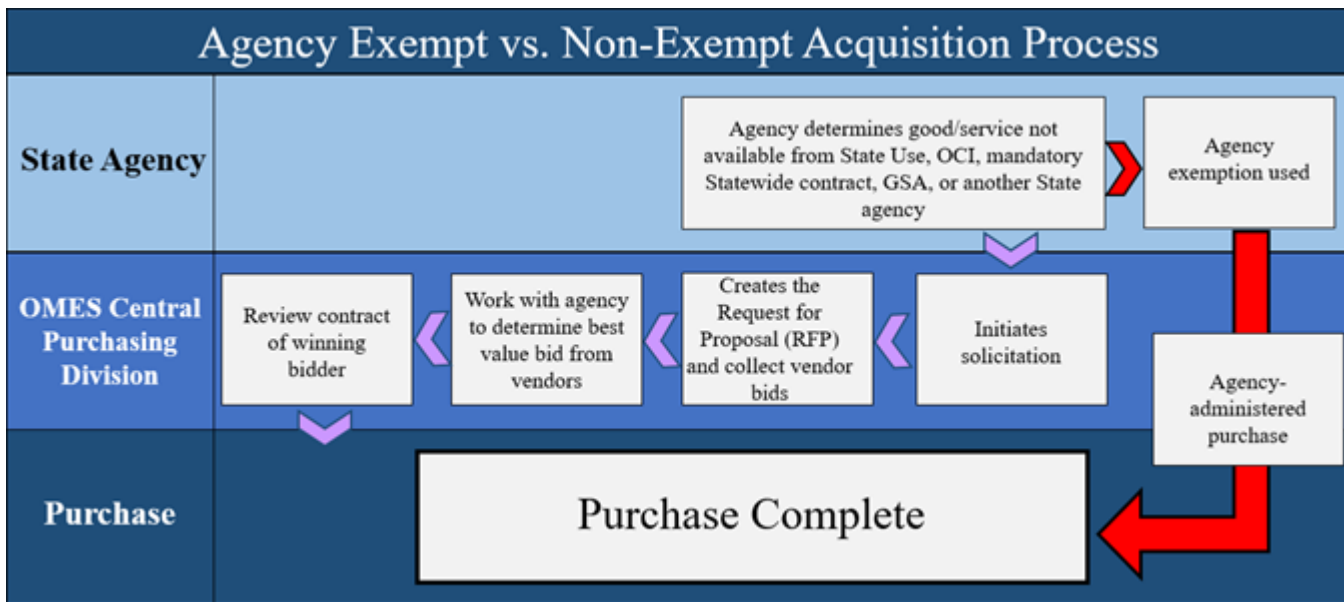 Agency Exempt vs. Non-Exempt Acquisition Process
State Agency
Agency determines good/service not
available from State Use, OCI, mandatory
Statewide contract, GSA, or another State
agency
Agency
exemption used
OMES Central
Purchasing
Division
Review contract
of winning
bidder
Work with agency
to determine best
value bid from
vendors
Creates the
Request for
Proposal (RFP)
and collect vendor
bids
Initiates
solicitation
Agency-
administered
purchase
Purchase
Purchase Complete